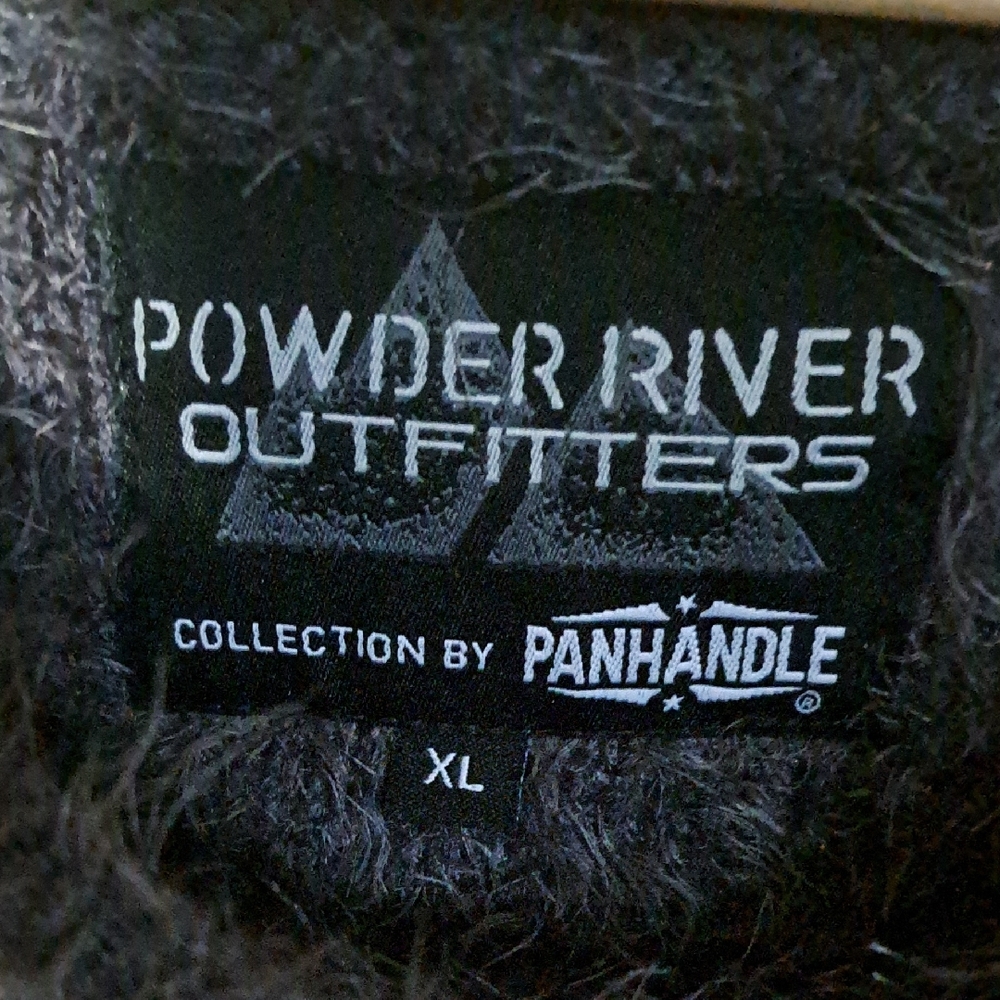 POWDER RIVER
OUTFITTERS
COLLECTION BY PANHANDLE®
XL